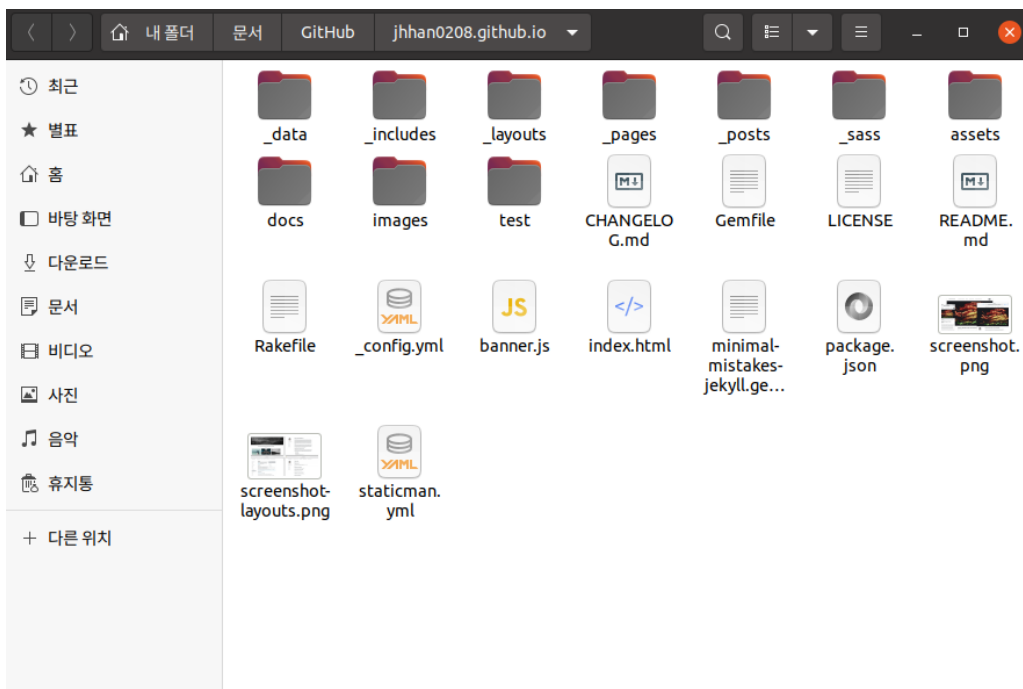 내 폴더 문서 GitHub jhhan0208.github.io
최근
별표
홈
바탕 화면
다운로드
문서
비디오
사진
음악
휴지통
다른 위치
_data _includes _layouts _pages _posts _sass assets
M↓ M↓
docs images test CHANGELO Gemfile LICENSE README.
G.md md
YAML JS </>
Rakefile _config.yml banner.js index.html minimal- package. screenshot.
mistakes- json png
jekyll.ge...
YAML
screenshot- staticman.
layouts.png yml